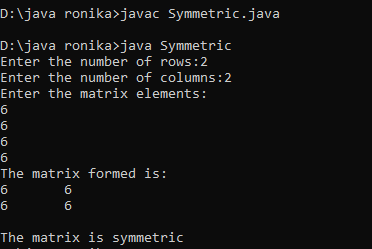 D:\java ronika>javac Symmetric.java
D:\java ronika>java Symmetric
Enter the number of rows:2
Enter the number of columns:2
Enter the matrix elements:
6
6
6
6
The matrix formed is:
6 6
6 6
The matrix is symmetric